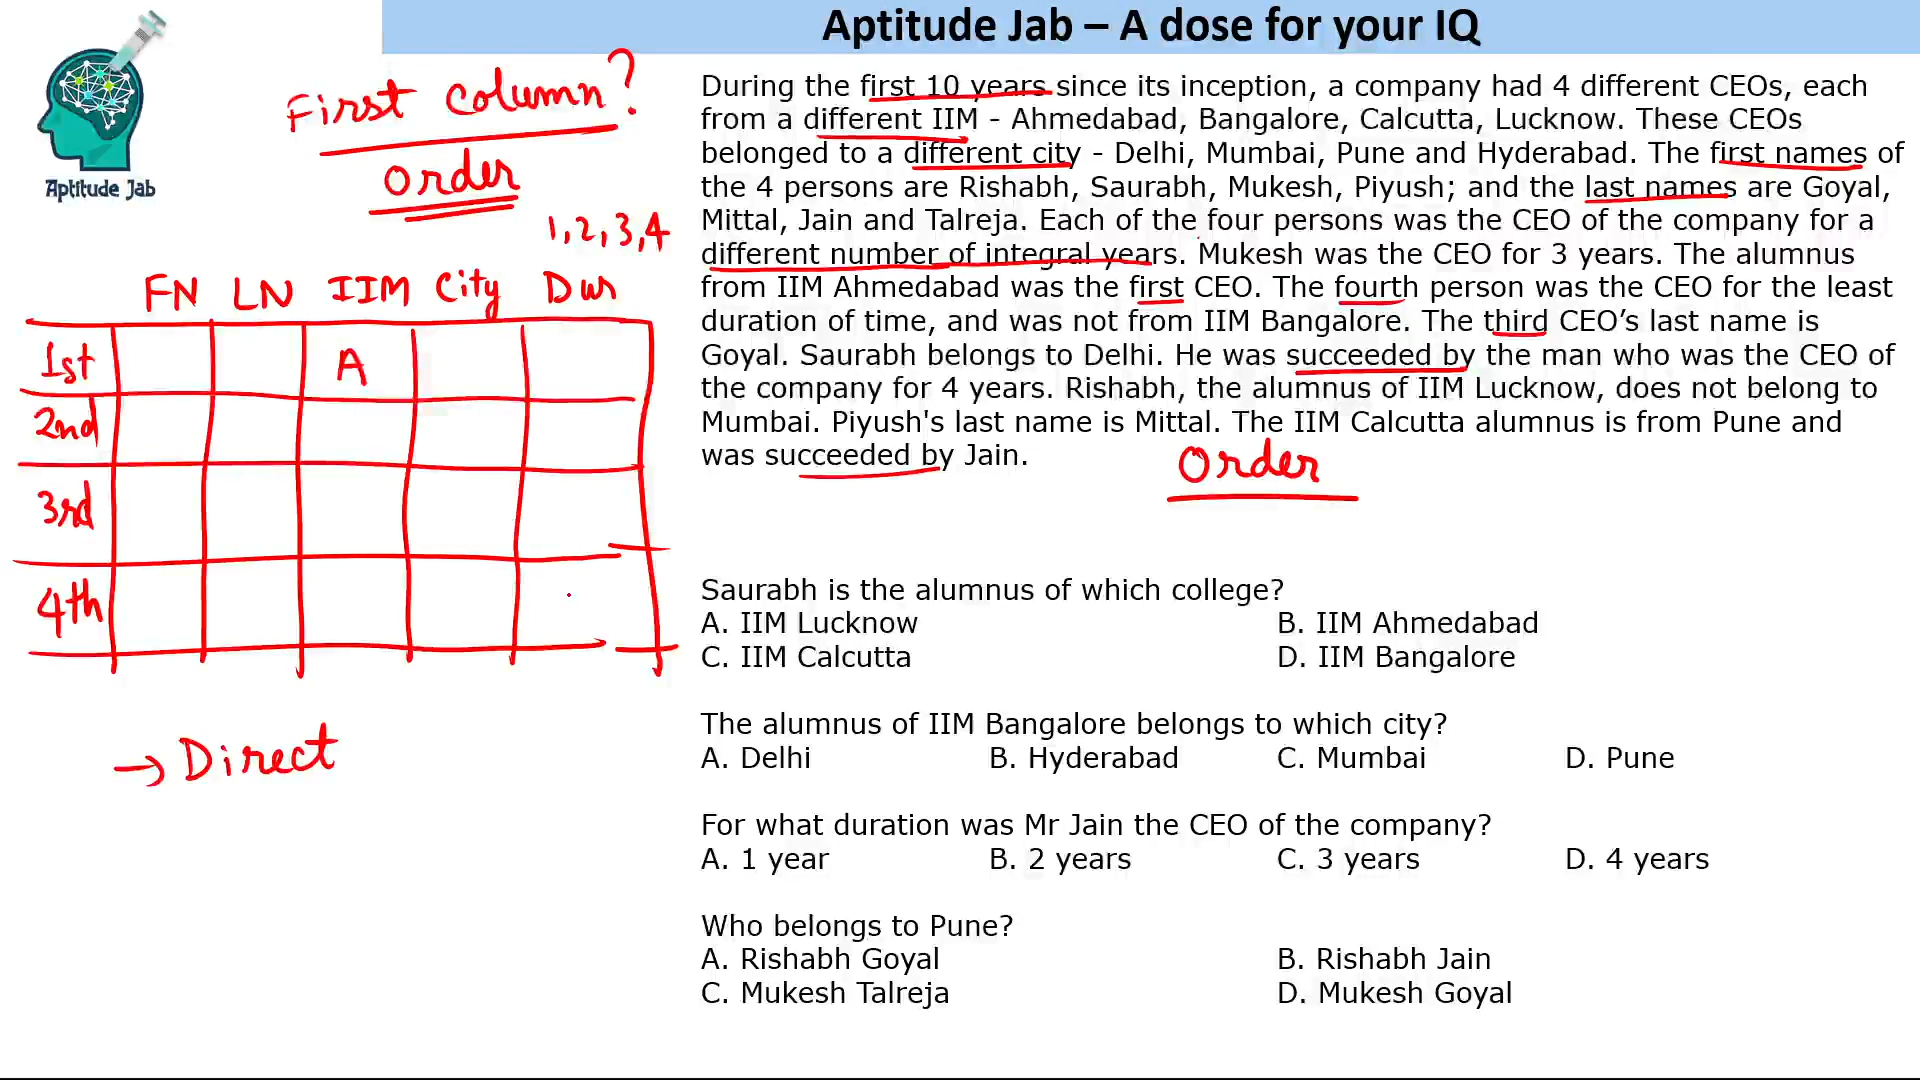 Aptitude Jab – A dose for your IQ
Aptitude Jab
First Column?
Order
1,2,3,4
FN LN IIM City Dur
1st A
2nd
3rd
4th
→ Direct
During the first 10 years since its inception, a company had 4 different CEOs, each
from a different IIM - Ahmedabad, Bangalore, Calcutta, Lucknow. These CEOs
belonged to a different city - Delhi, Mumbai, Pune and Hyderabad. The first names of
the 4 persons are Rishabh, Saurabh, Mukesh, Piyush; and the last names are Goyal,
Mittal, Jain and Talreja. Each of the four persons was the CEO of the company for a
different number of integral years. Mukesh was the CEO for 3 years. The alumnus
from IIM Ahmedabad was the first CEO. The fourth person was the CEO for the least
duration of time, and was not from IIM Bangalore. The third CEO’s last name is
Goyal. Saurabh belongs to Delhi. He was succeeded by the man who was the CEO of
the company for 4 years. Rishabh, the alumnus of IIM Lucknow, does not belong to
Mumbai. Piyush's last name is Mittal. The IIM Calcutta alumnus is from Pune and
was succeeded by Jain.
Order
Saurabh is the alumnus of which college?
A. IIM Lucknow B. IIM Ahmedabad
C. IIM Calcutta D. IIM Bangalore
The alumnus of IIM Bangalore belongs to which city?
A. Delhi B. Hyderabad C. Mumbai D. Pune
For what duration was Mr Jain the CEO of the company?
A. 1 year B. 2 years C. 3 years D. 4 years
Who belongs to Pune?
A. Rishabh Goyal B. Rishabh Jain
C. Mukesh Talreja D. Mukesh Goyal